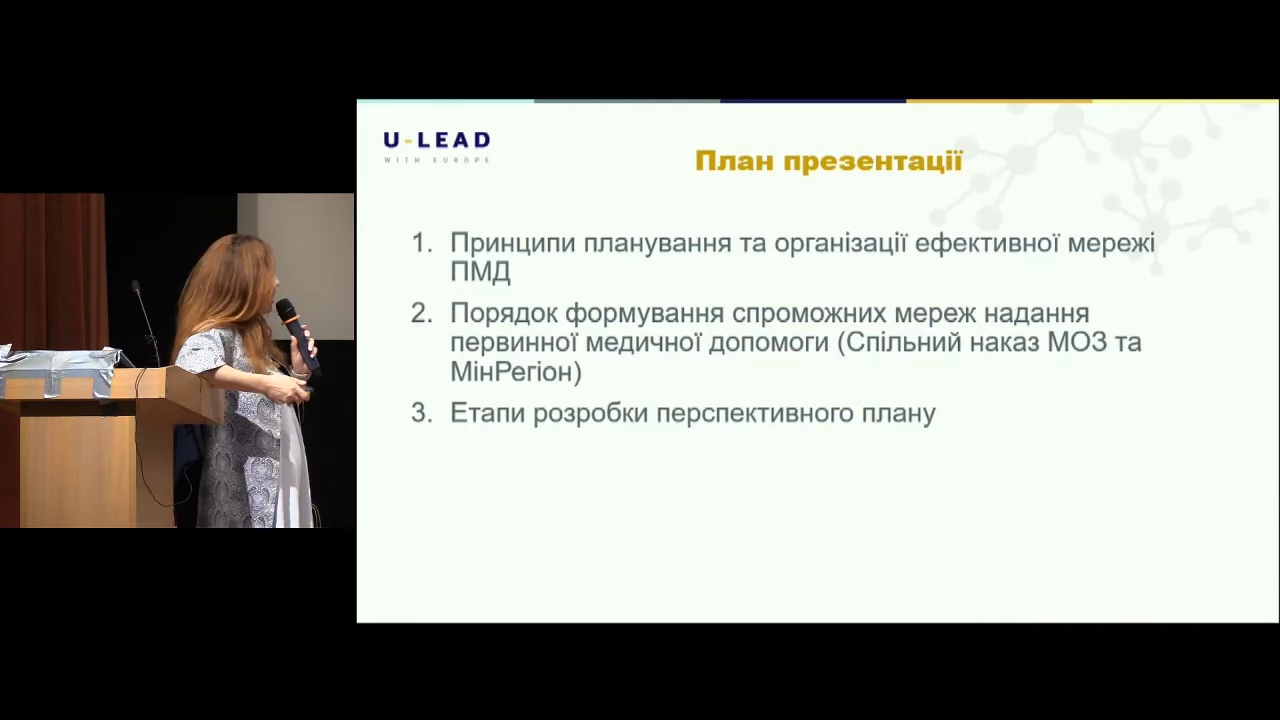 U-LEAD
WITH EUROPE
План презентації
1. Принципи планування та організації ефективної мережі
ПМД
2. Порядок формування спроможних мереж надання
первинної медичної допомоги (Спільний наказ МОЗ та
МінРегіон)
3. Етапи розробки перспективного плану